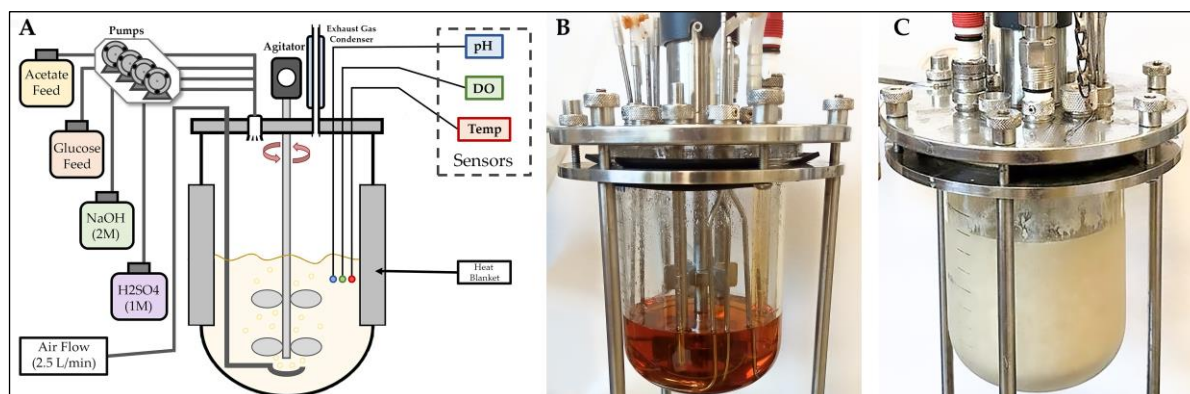 A
Pumps
Agitator
Exhaust Gas
Condenser
pH
DO
Temp
Sensors
Acetate
Feed
Glucose
Feed
NaOH
(2M)
H2SO4
(1M)
Air Flow
(2.5 L/min)
Heat
Blanket
B
C